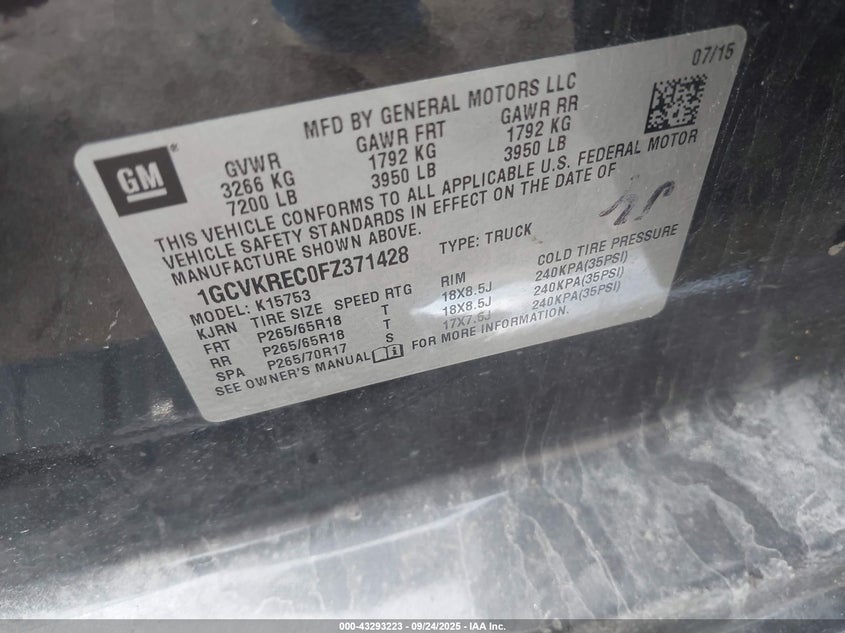 07/15
MFD BY GENERAL MOTORS LLC
GM®
GVWR GAWR FRT GAWR RR
3266 KG 1792 KG 1792 KG
7200 LB 3950 LB 3950 LB
THIS VEHICLE CONFORMS TO ALL APPLICABLE U.S. FEDERAL MOTOR
VEHICLE SAFETY STANDARDS IN EFFECT ON THE DATE OF
MANUFACTURE SHOWN ABOVE.
1GCVKREC0FZ371428 TYPE: TRUCK
MODEL: K15753
KJRN TIRE SIZE SPEED RTG RIM COLD TIRE PRESSURE
FRT P265/65R18 T 18X8.5J 240KPA(35PSI)
RR P265/65R18 T 18X8.5J 240KPA(35PSI)
SPA P265/70R17 S 17X7.5J 240KPA(35PSI)
SEE OWNER'S MANUAL FOR MORE INFORMATION.
000-43293223 - 09/24/2025 - IAA Inc.